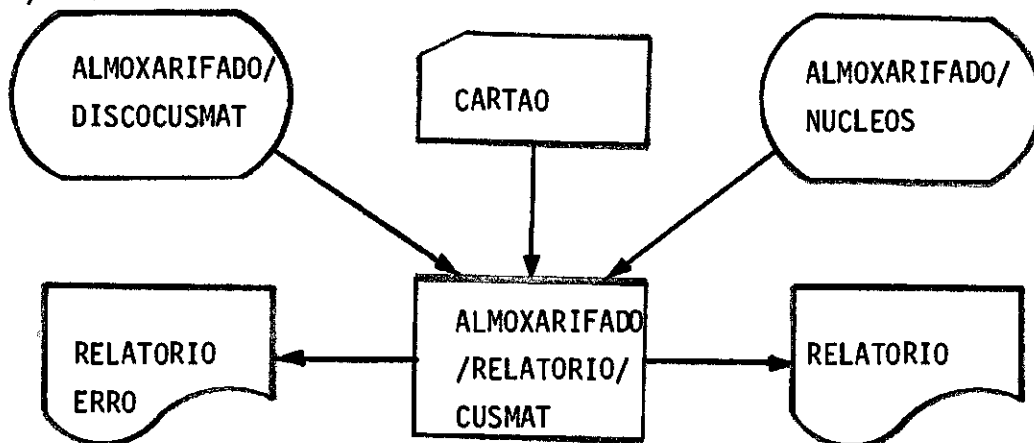 ALMOXARIFADO/
DISCOCUSMAT
CARTAO
ALMOXARIFADO/
NUCLEOS
RELATORIO
ERRO
ALMOXARIFADO
/RELATORIO/
CUSMAT
RELATORIO